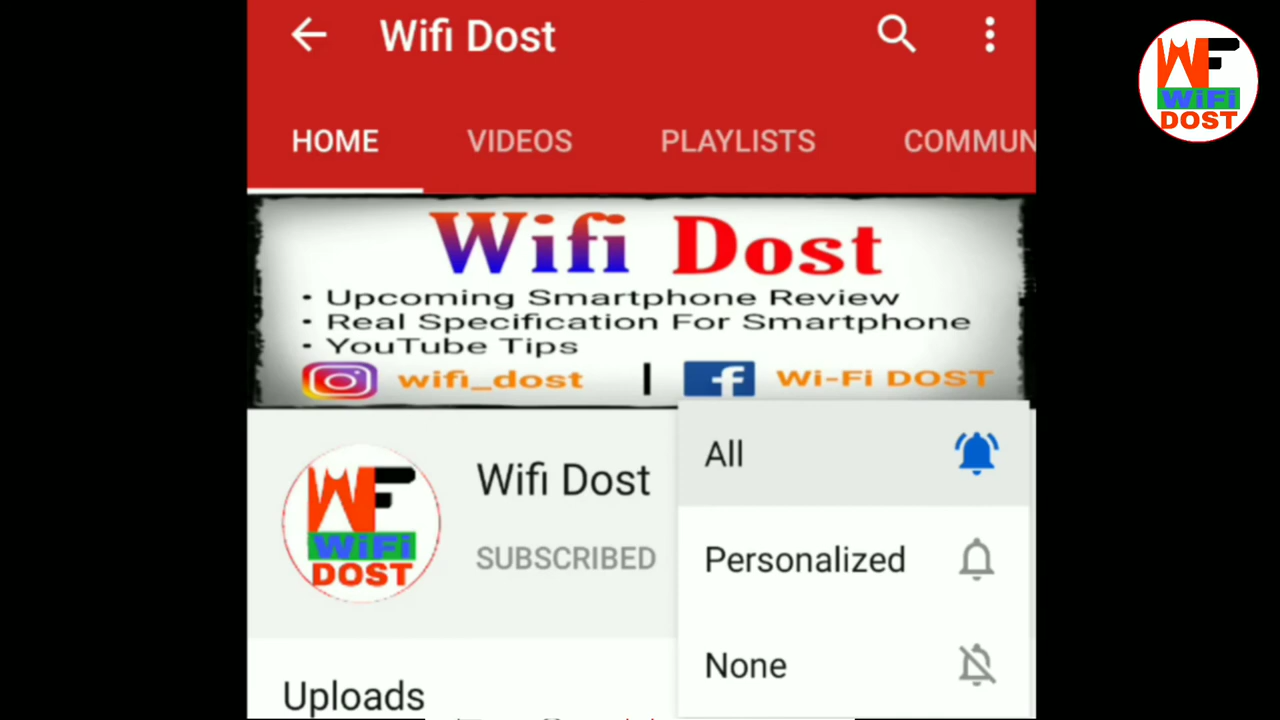 Wifi Dost
HOME VIDEOS PLAYLISTS COMMUN
WF
WiFi
DOST
Wifi Dost
• Upcoming Smartphone Review
• Real Specification For Smartphone
• YouTube Tips
wifi_dost | f Wi-Fi DOST
All
WF
WiFi
DOST
Wifi Dost
SUBSCRIBED
Personalized
None
Uploads